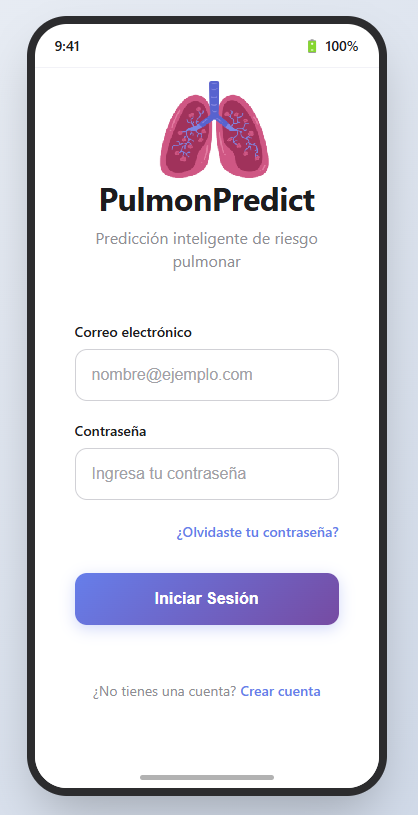 9:41
100%
PulmonPredict
Predicción inteligente de riesgo
pulmonar
Correo electrónico
nombre@ejemplo.com
Contraseña
Ingresa tu contraseña
¿Olvidaste tu contraseña?
Iniciar Sesión
¿No tienes una cuenta? Crear cuenta